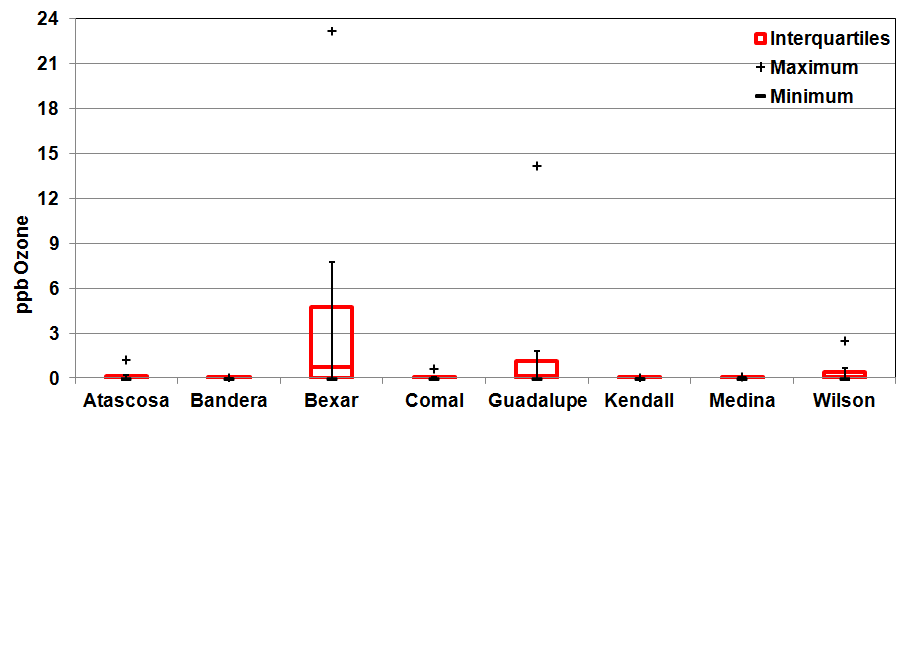 24
21
18
15
12
9
6
3
0
ppb Ozone
Interquartiles
Maximum
Minimum
Atascosa Bandera Bexar Comal Guadalupe Kendall Medina Wilson